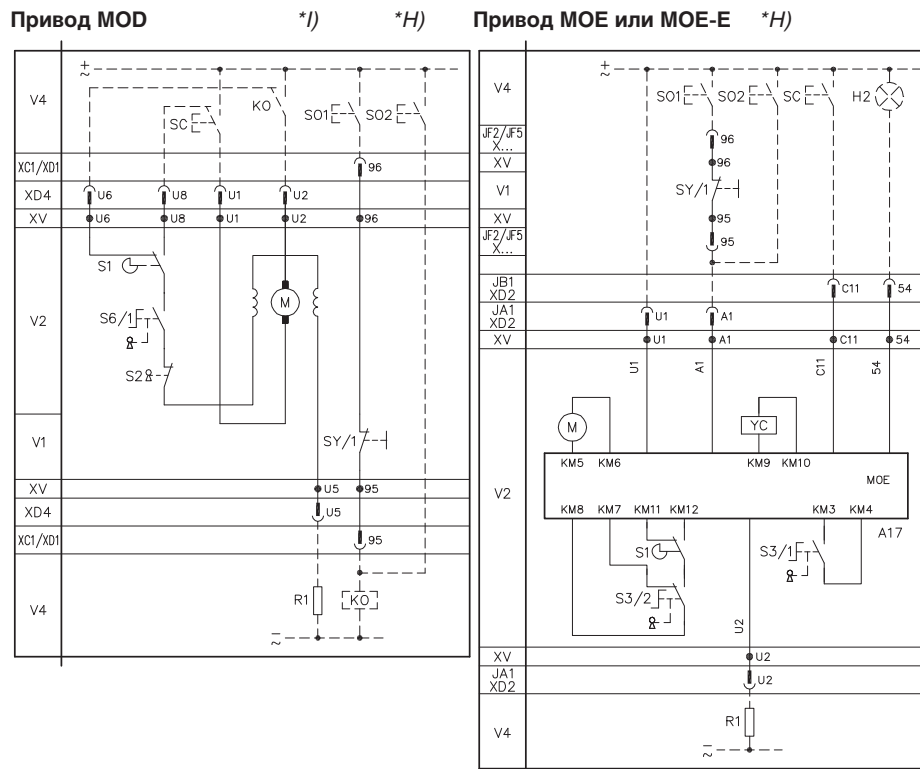 Привод MOD *I) *H)
Привод MOE или MOE-E *H)
+
~
V4
KO
SC
SO1
SO2
XC1/XD1
96
XD4
U6
U8
U1
U2
XV
U6
U8
U1
U2
96
V2
S1
M
S6/1
S2
V1
SY/1
XV
U5
95
XD4
U5
XC1/XD1
95
V4
R1
KO
–
~
+
~
V4
SO1
SO2
SC
H2
JF2/JF5
X...
96
XV
96
V1
SY/1
XV
95
JF2/JF5
X...
95
JB1
XD2
C11
54
JA1
XD2
U1
A1
XV
U1
A1
C11
54
U1
A1
C11
54
V2
M
YC
KM5
KM6
KM9
KM10
MOE
KM8
KM7
KM11
KM12
KM3
KM4
A17
S1
S3/1
S3/2
U2
XV
U2
JA1
XD2
U2
V4
R1
–
~